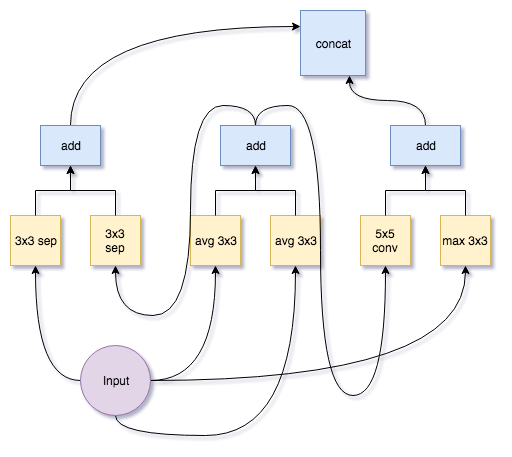 concat
add
add
add
3x3 sep
3x3
sep
avg 3x3
avg 3x3
5x5
conv
max 3x3
Input